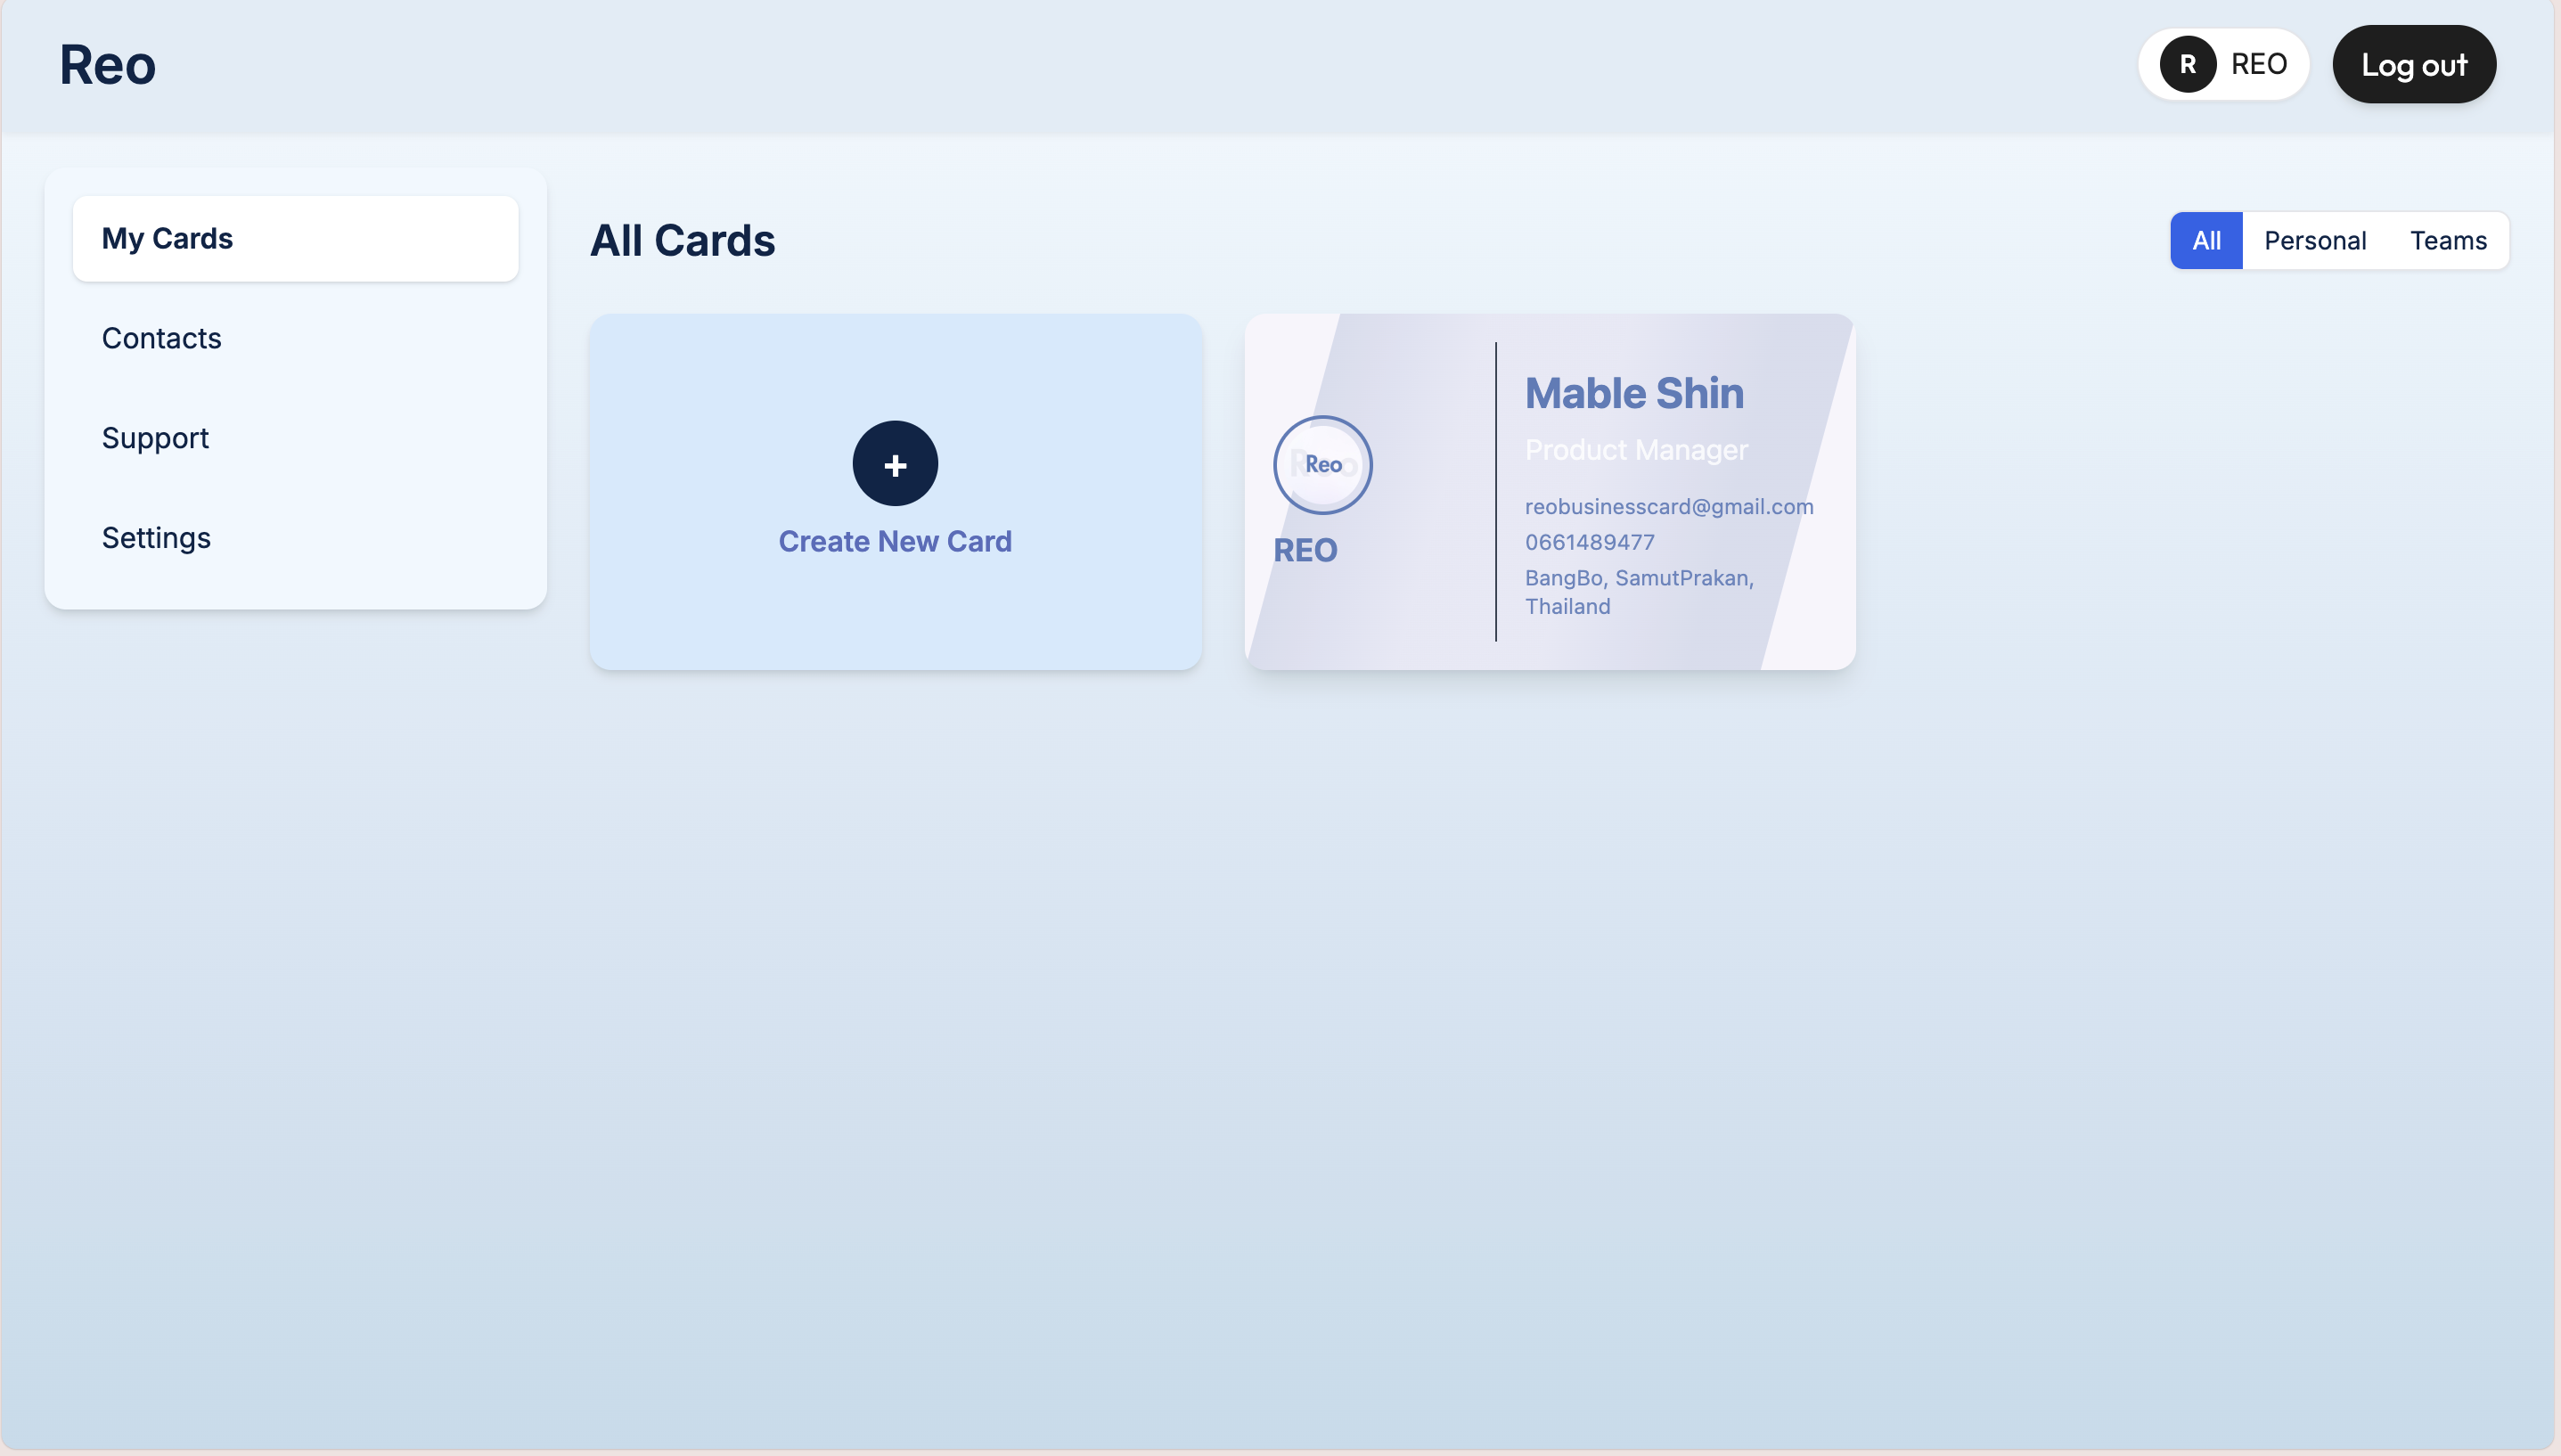 Reo
R REO
Log out
My Cards
Contacts
Support
Settings
All Cards
All Personal Teams
+
Create New Card
Reo
REO
Mable Shin
Product Manager
reobusinesscard@gmail.com
0661489477
BangBo, SamutPrakan,
Thailand